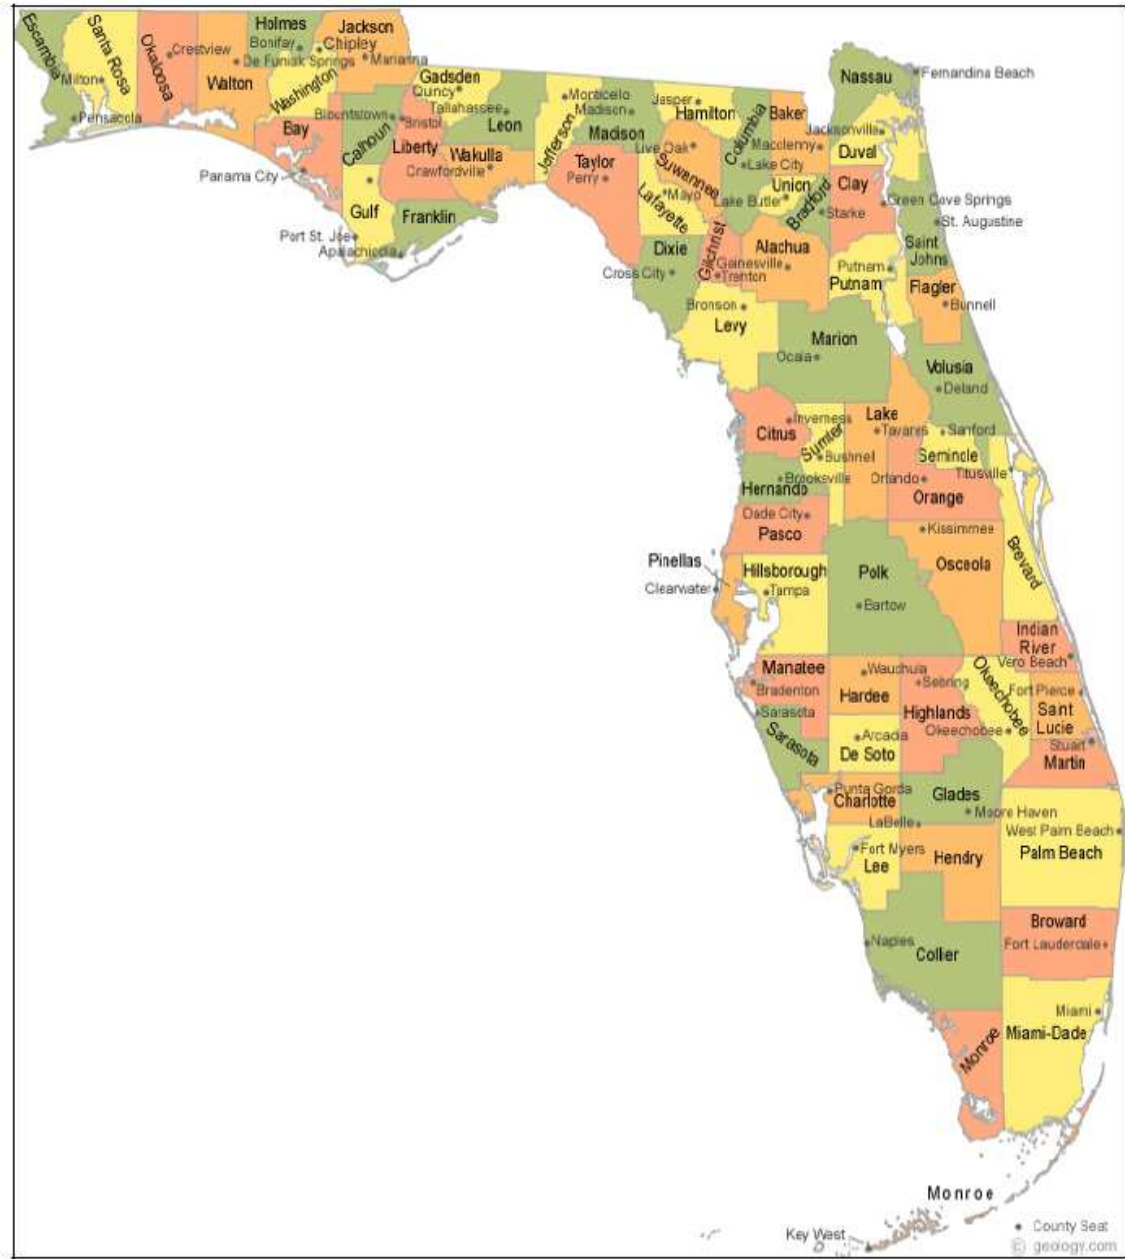 Escambia
Santa Rosa
Okaloosa
Holmes
Jackson
Bonifay
Chipley
Crestview
De Funiak Springs
Marianna
Milton
Walton
Washington
Pensacola
Gadsden
Quincy
Tallahassee
Leon
Blountstown
Bristol
Bay
Calhoun
Liberty
Wakulla
Crawfordville
Panama City
Gulf
Franklin
Port St. Joe
Apalachicola
Jefferson
Monticello
Madison
Madison
Jasper
Hamilton
Columbia
Baker
Nassau
Fernandina Beach
Jacksonville
Macclenny
Duval
Live Oak
Suwannee
Lake City
Taylor
Perry
Mayo
Lafayette
Union
Lake Butler
Bradford
Clay
Starke
Green Cove Springs
St. Augustine
Saint
Johns
Dixie
Cross City
Gilchrist
Alachua
Gainesville
Trenton
Putnam
Putnam
Flagler
Bunnell
Bronson
Levy
Marion
Ocala
Volusia
Deland
Citrus
Inverness
Sumter
Bushnell
Lake
Tavares
Sanford
Seminole
Titusville
Hernando
Brooksville
Orlando
Orange
Dade City
Pasco
Kissimmee
Osceola
Brevard
Pinellas
Clearwater
Hillsborough
Tampa
Polk
Bartow
Indian
River
Vero Beach
Manatee
Bradenton
Wauchula
Hardee
Sebring
Highlands
Okeechobee
Okeechobee
Fort Pierce
Saint
Lucie
Stuart
Martin
Sarasota
Sarasota
Arcadia
De Soto
Punta Gorda
Charlotte
Glades
Moore Haven
LaBelle
Fort Myers
Lee
Hendry
West Palm Beach
Palm Beach
Broward
Fort Lauderdale
Naples
Collier
Miami
Miami-Dade
Monroe
Monroe
Key West
County Seat
© geology.com